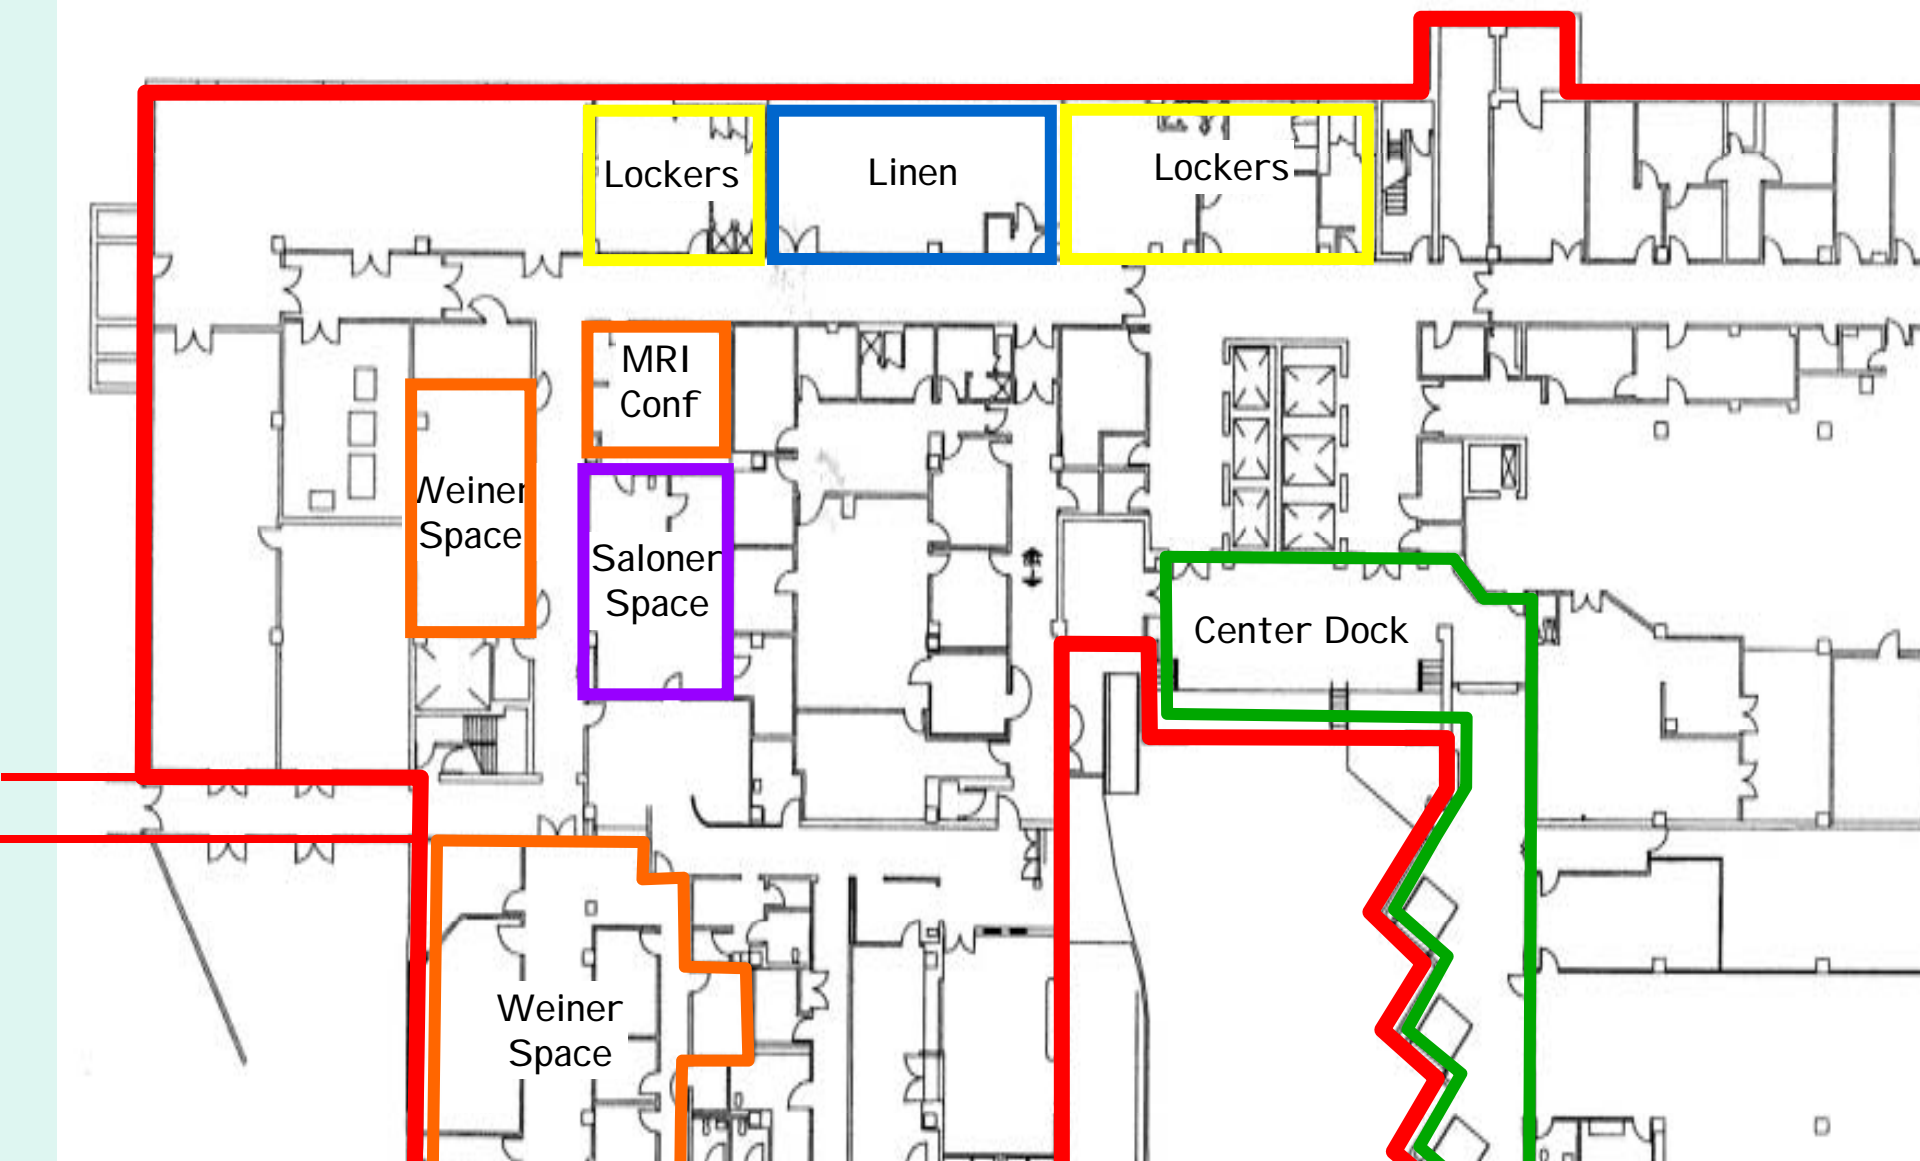 Lockers
Linen
Lockers
MRI
Conf
Weiner
Space
Saloner
Space
Center Dock
Weiner
Space